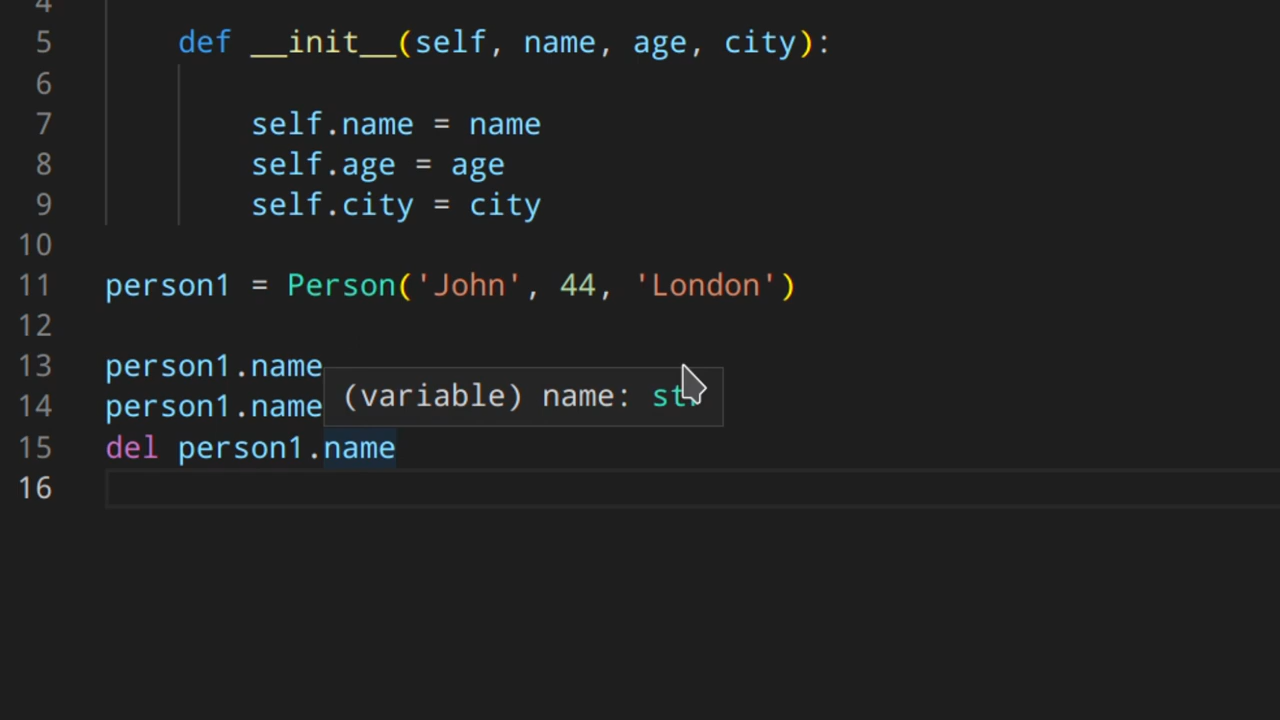 4
5 def __init__(self, name, age, city):
6
7 self.name = name
8 self.age = age
9 self.city = city
10
11 person1 = Person('John', 44, 'London')
12
13 person1.name
(variable) name:
14 person1.name
15 del person1.name
16